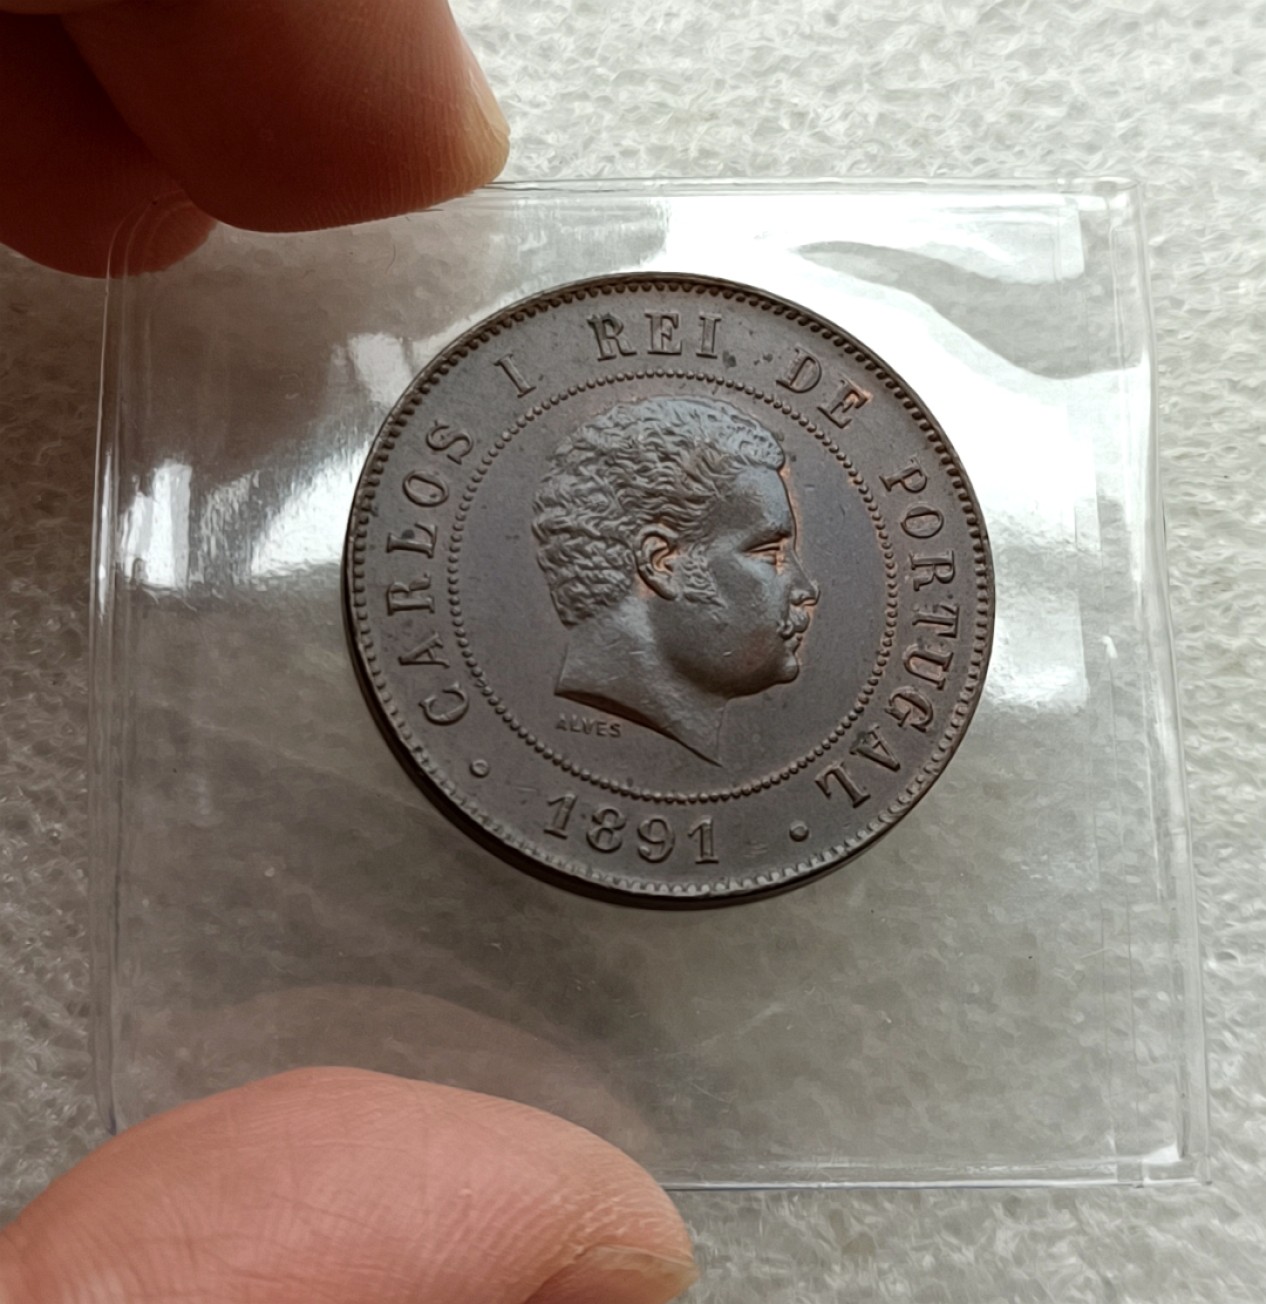 CARLOS I REI DE PORTUGAL
ALVES
1891